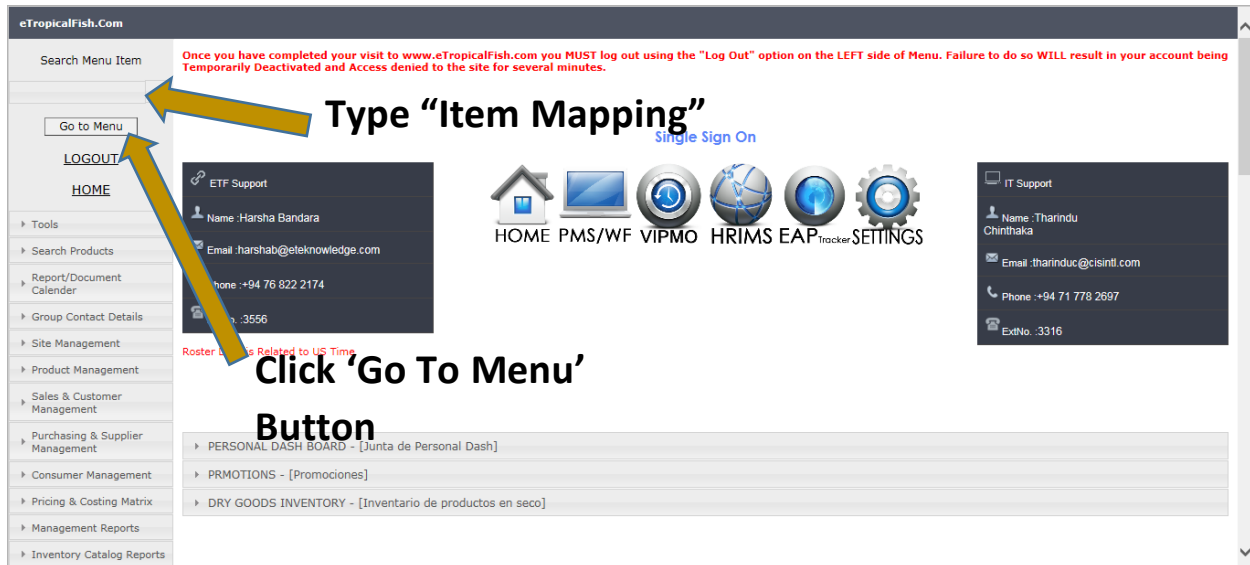 eTropicalFish.Com
Search Menu Item
Go to Menu
LOGOUT
HOME
Tools
Search Products
Report/Document
Calender
Group Contact Details
Site Management
Product Management
Sales & Customer
Management
Purchasing & Supplier
Management
Consumer Management
Pricing & Costing Matrix
Management Reports
Inventory Catalog Reports
Once you have completed your visit to www.eTropicalFish.com you MUST log out using the "Log Out" option on the LEFT side of Menu. Failure to do so WILL result in your account being
Temporarily Deactivated and Access denied to the site for several minutes.
Type “Item Mapping”
Single Sign On
ETF Support
Name :Harsha Bandara
Email :harshab@eteknowledge.com
Phone :+94 76 822 2174
:3556
HOME PMS/WF VIPMO HRIMS EAPTracker SETTINGS
IT Support
Name :Tharindu
Chinthaka
Email :tharinduc@cisintl.com
Phone :+94 71 778 2697
ExtNo. :3316
Roster is Related to US Time
Click ‘Go To Menu’
Button
PERSONAL DASH BOARD - [Junta de Personal Dash]
PRMOTIONS - [Promociones]
DRY GOODS INVENTORY - [Inventario de productos en seco]